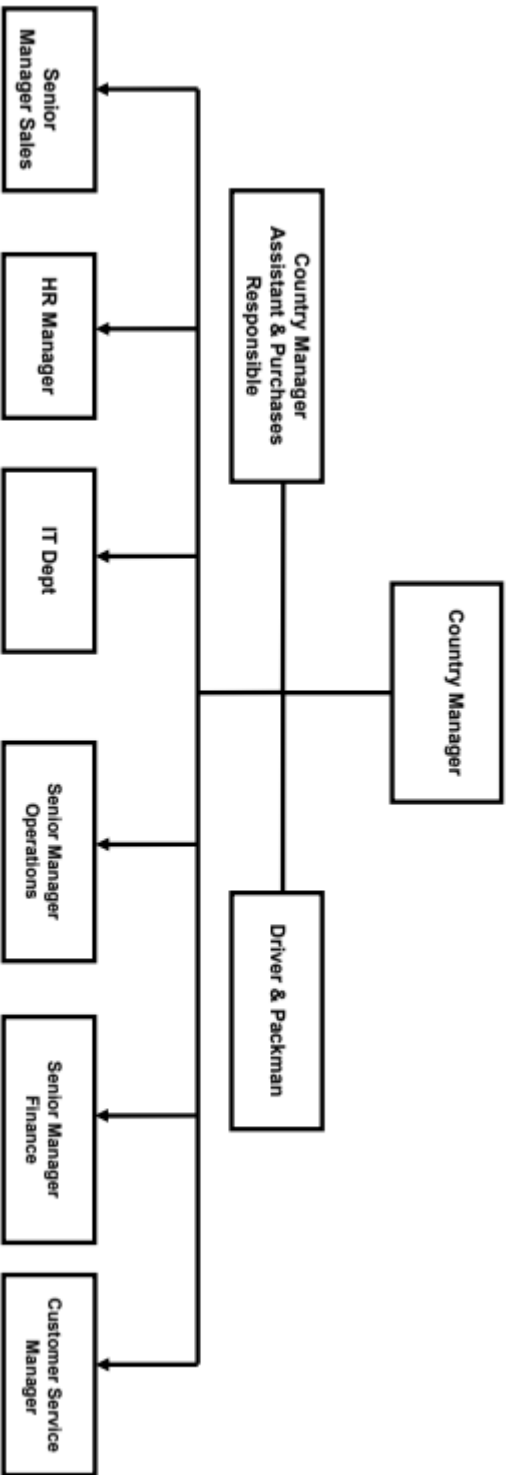 Country Manager
Country Manager
Assistant & Purchases
Responsible
Driver & Packman
Senior
Manager Sales
HR Manager
IT Dept
Senior Manager
Operations
Senior Manager
Finance
Customer Service
Manager